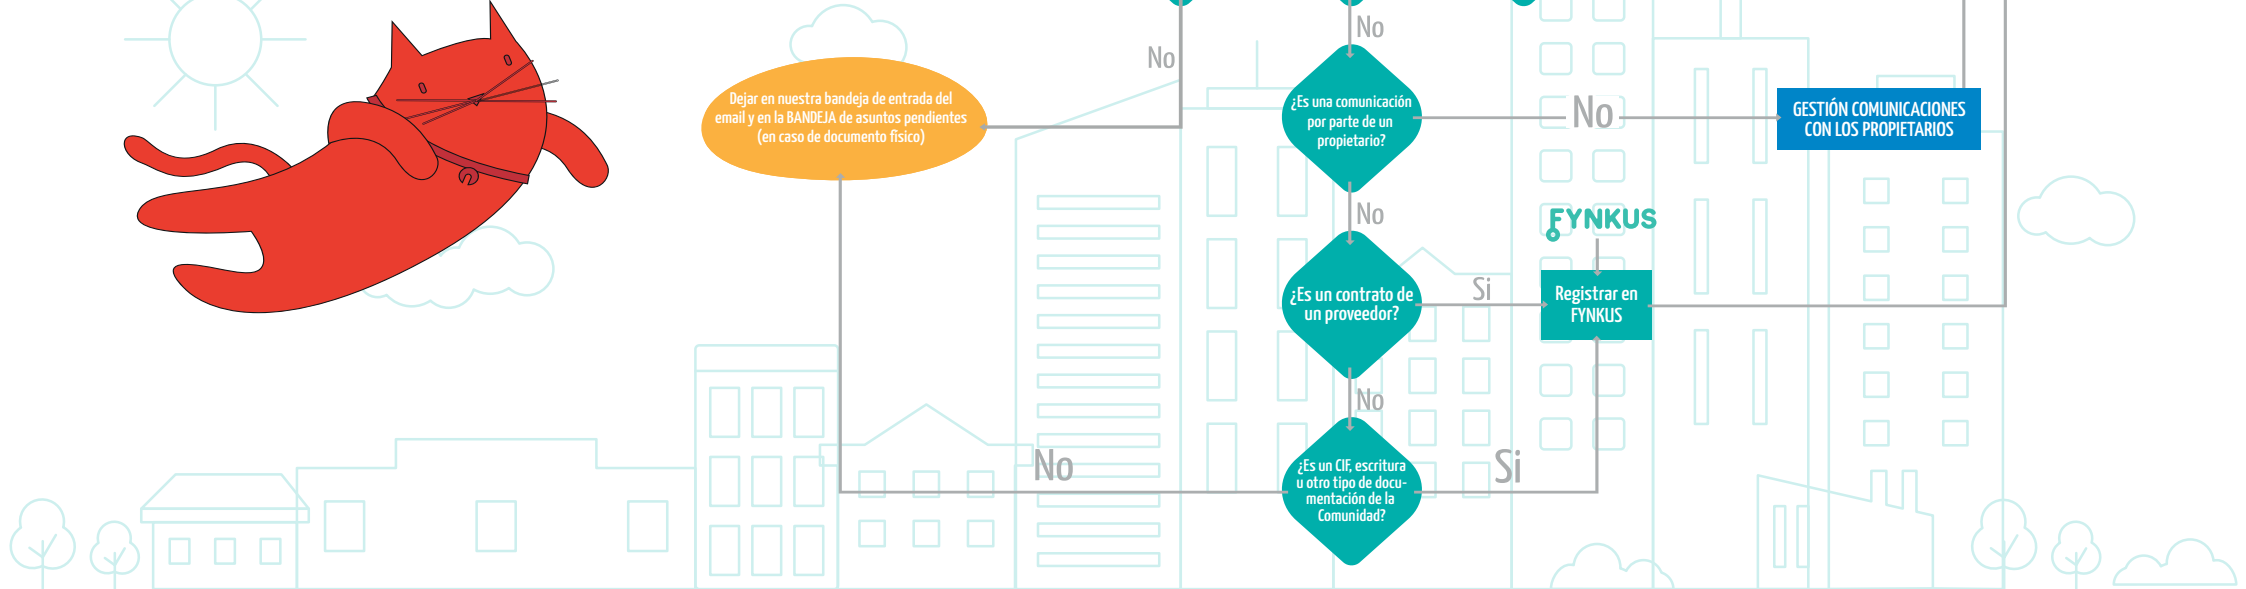 No
No
Dejar en nuestra bandeja de entrada del
email y en la BANDEJA de asuntos pendientes
(en caso de documento físico)
¿Es una comunicación
por parte de un
propietario?
No
GESTIÓN COMUNICACIONES
CON LOS PROPIETARIOS
No
FYNKUS
¿Es un contrato de
un proveedor?
Si
Registrar en
FYNKUS
No
No
¿Es un CIF, escritura
u otro tipo de docu-
mentación de la
Comunidad?
Si